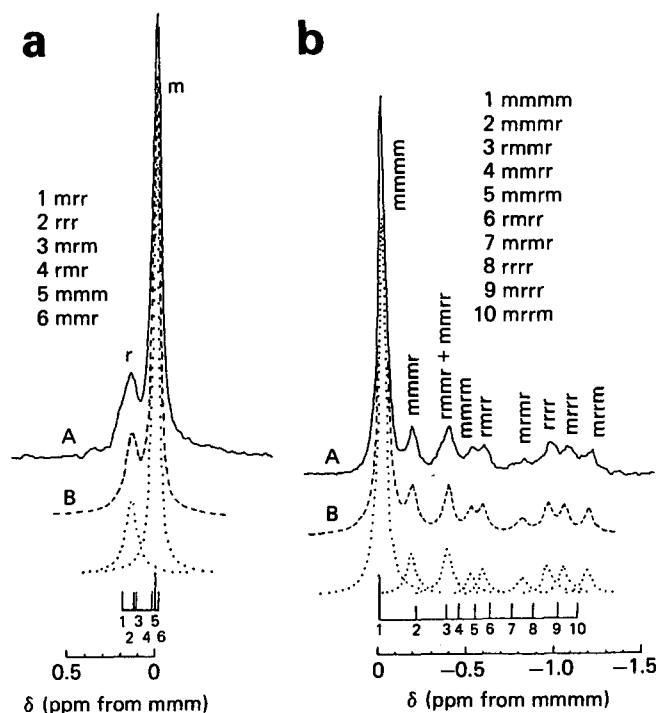 a
m
1 mrr
2 rrr
3 mrm
4 rmr
5 mmm
6 mmr
r
A
B
1 3 5
2 4 6
0.5 0
δ (ppm from mmm)
b
1 mmmm
2 mmmr
3 rmmr
4 mmrr
5 mmrm
6 rmrr
7 mrmr
8 rrrr
9 mrrr
10 mrrm
mmmm
mmmr
rmmr + mmrr
mmrm
rmrr
mrmr
rrrr
mrrr
mrrm
A
B
1 2 3 4 5 6 7 8 9 10
0 −0.5 −1.0 −1.5
δ (ppm from mmmm)